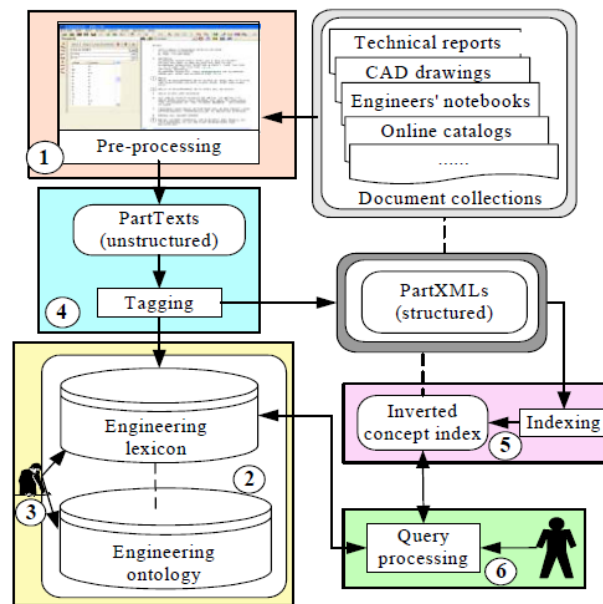 Technical reports
CAD drawings
Engineers' notebooks
Online catalogs
......
Document collections
Pre-processing
1
PartTexts
(unstructured)
Tagging
4
PartXMLs
(structured)
Engineering
lexicon
2
3
Engineering
ontology
Inverted
concept index
Indexing
5
Query
processing
6